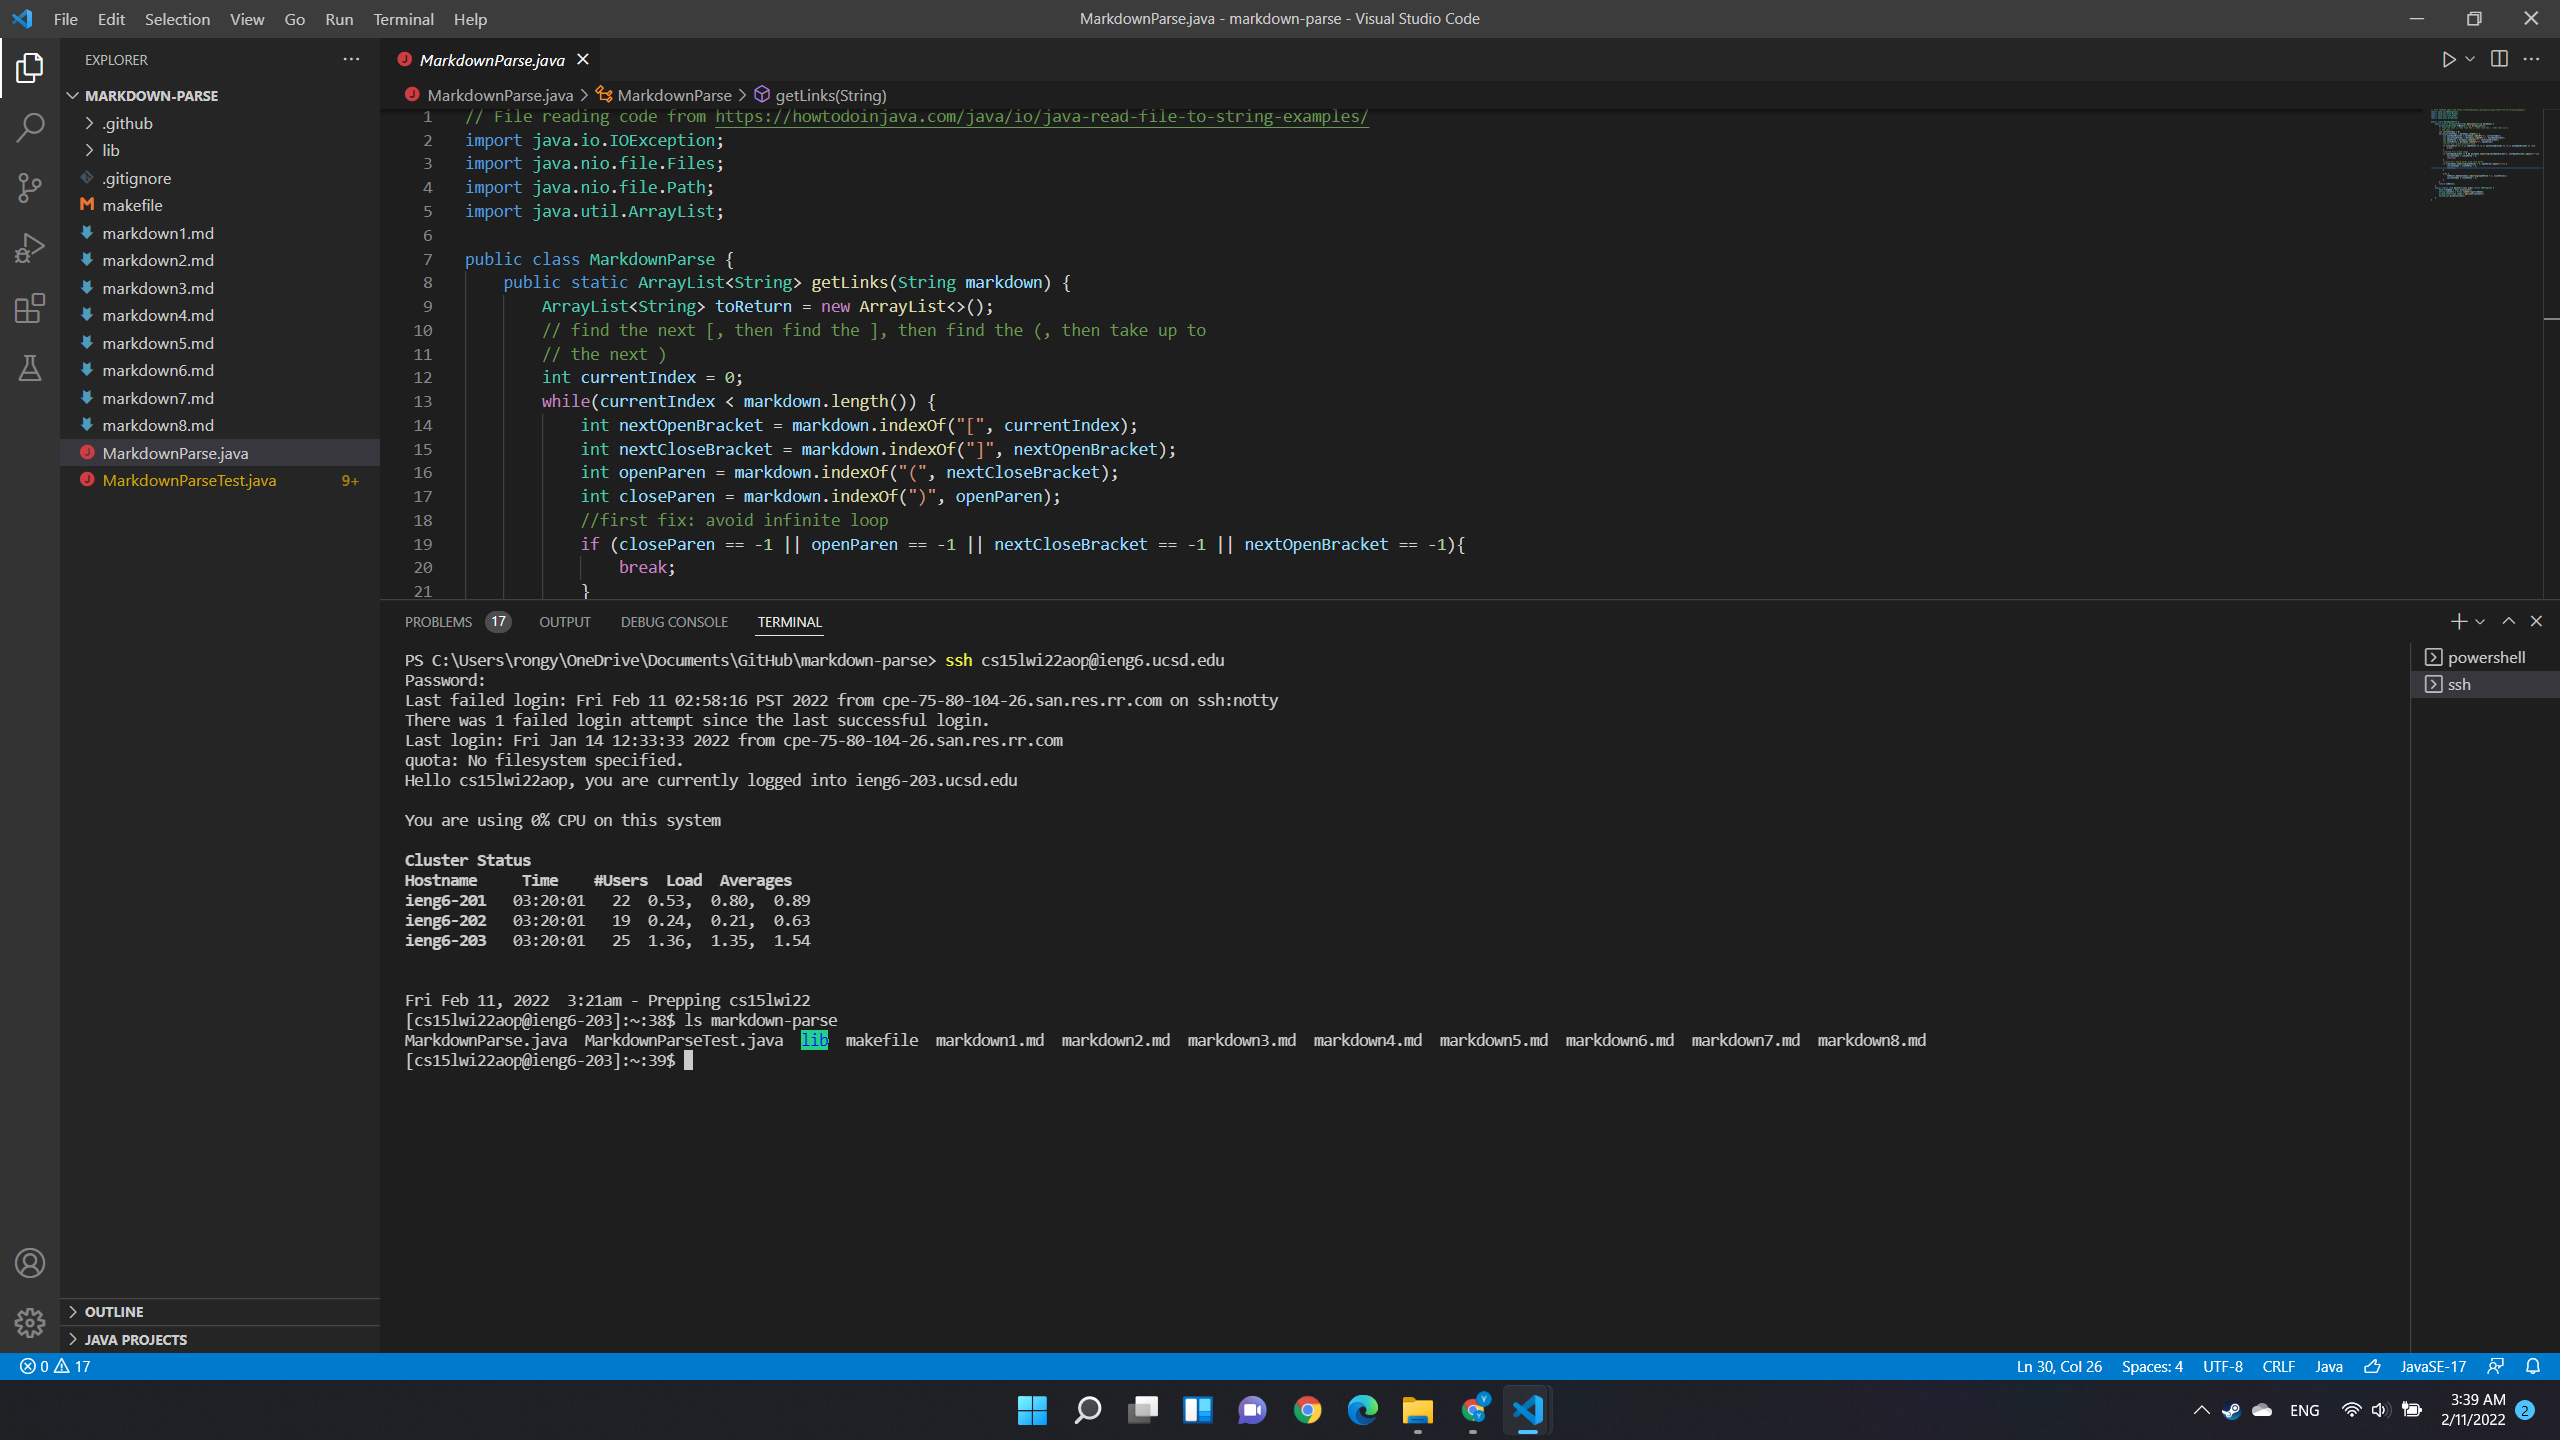 File Edit Selection View Go Run Terminal Help
MarkdownParse.java - markdown-parse - Visual Studio Code
EXPLORER
MARKDOWN-PARSE
.github
lib
.gitignore
makefile
markdown1.md
markdown2.md
markdown3.md
markdown4.md
markdown5.md
markdown6.md
markdown7.md
markdown8.md
MarkdownParse.java
MarkdownParseTest.java 9+
OUTLINE
JAVA PROJECTS
MarkdownParse.java
MarkdownParse.java > MarkdownParse > getLinks(String)
1 // File reading code from https://howtodoinjava.com/java/io/java-read-file-to-string-examples/
2 import java.io.IOException;
3 import java.nio.file.Files;
4 import java.nio.file.Path;
5 import java.util.ArrayList;
6
7 public class MarkdownParse {
8 public static ArrayList<String> getLinks(String markdown) {
9 ArrayList<String> toReturn = new ArrayList<>();
10 // find the next [, then find the ], then find the (, then take up to
11 // the next )
12 int currentIndex = 0;
13 while(currentIndex < markdown.length()) {
14 int nextOpenBracket = markdown.indexOf("[", currentIndex);
15 int nextCloseBracket = markdown.indexOf("]", nextOpenBracket);
16 int openParen = markdown.indexOf("(", nextCloseBracket);
17 int closeParen = markdown.indexOf(")", openParen);
18 //first fix: avoid infinite loop
19 if (closeParen == -1 || openParen == -1 || nextCloseBracket == -1 || nextOpenBracket == -1){
20 break;
21 }
PROBLEMS 17 OUTPUT DEBUG CONSOLE TERMINAL
PS C:\Users\rongy\OneDrive\Documents\GitHub\markdown-parse> ssh cs15lwi22aop@ieng6.ucsd.edu
Password:
Last failed login: Fri Feb 11 02:58:16 PST 2022 from cpe-75-80-104-26.san.res.rr.com on ssh:notty
There was 1 failed login attempt since the last successful login.
Last login: Fri Jan 14 12:33:33 2022 from cpe-75-80-104-26.san.res.rr.com
quota: No filesystem specified.
Hello cs15lwi22aop, you are currently logged into ieng6-203.ucsd.edu
You are using 0% CPU on this system
Cluster Status
Hostname Time #Users Load Averages
ieng6-201 03:20:01 22 0.53, 0.80, 0.89
ieng6-202 03:20:01 19 0.24, 0.21, 0.63
ieng6-203 03:20:01 25 1.36, 1.35, 1.54
Fri Feb 11, 2022 3:21am - Prepping cs15lwi22
[cs15lwi22aop@ieng6-203]:~:38$ ls markdown-parse
MarkdownParse.java MarkdownParseTest.java lib makefile markdown1.md markdown2.md markdown3.md markdown4.md markdown5.md markdown6.md markdown7.md markdown8.md
[cs15lwi22aop@ieng6-203]:~:39$
powershell
ssh
0 17
Ln 30, Col 26 Spaces: 4 UTF-8 CRLF Java JavaSE-17
ENG
3:39 AM
2/11/2022
2